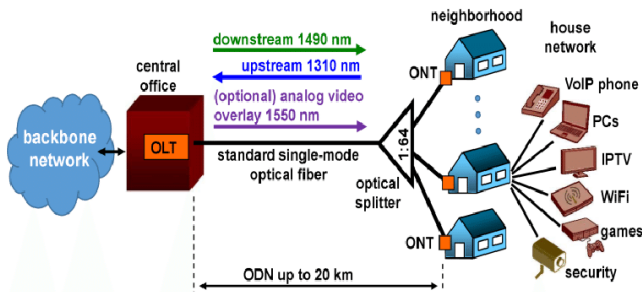 neighborhood
downstream 1490 nm
upstream 1310 nm
(optional) analog video
overlay 1550 nm
central
office
OLT
backbone
network
standard single-mode
optical fiber
1:64
optical
splitter
ONT
ONT
house
network
VoIP phone
PCs
IPTV
WiFi
games
security
ODN up to 20 km